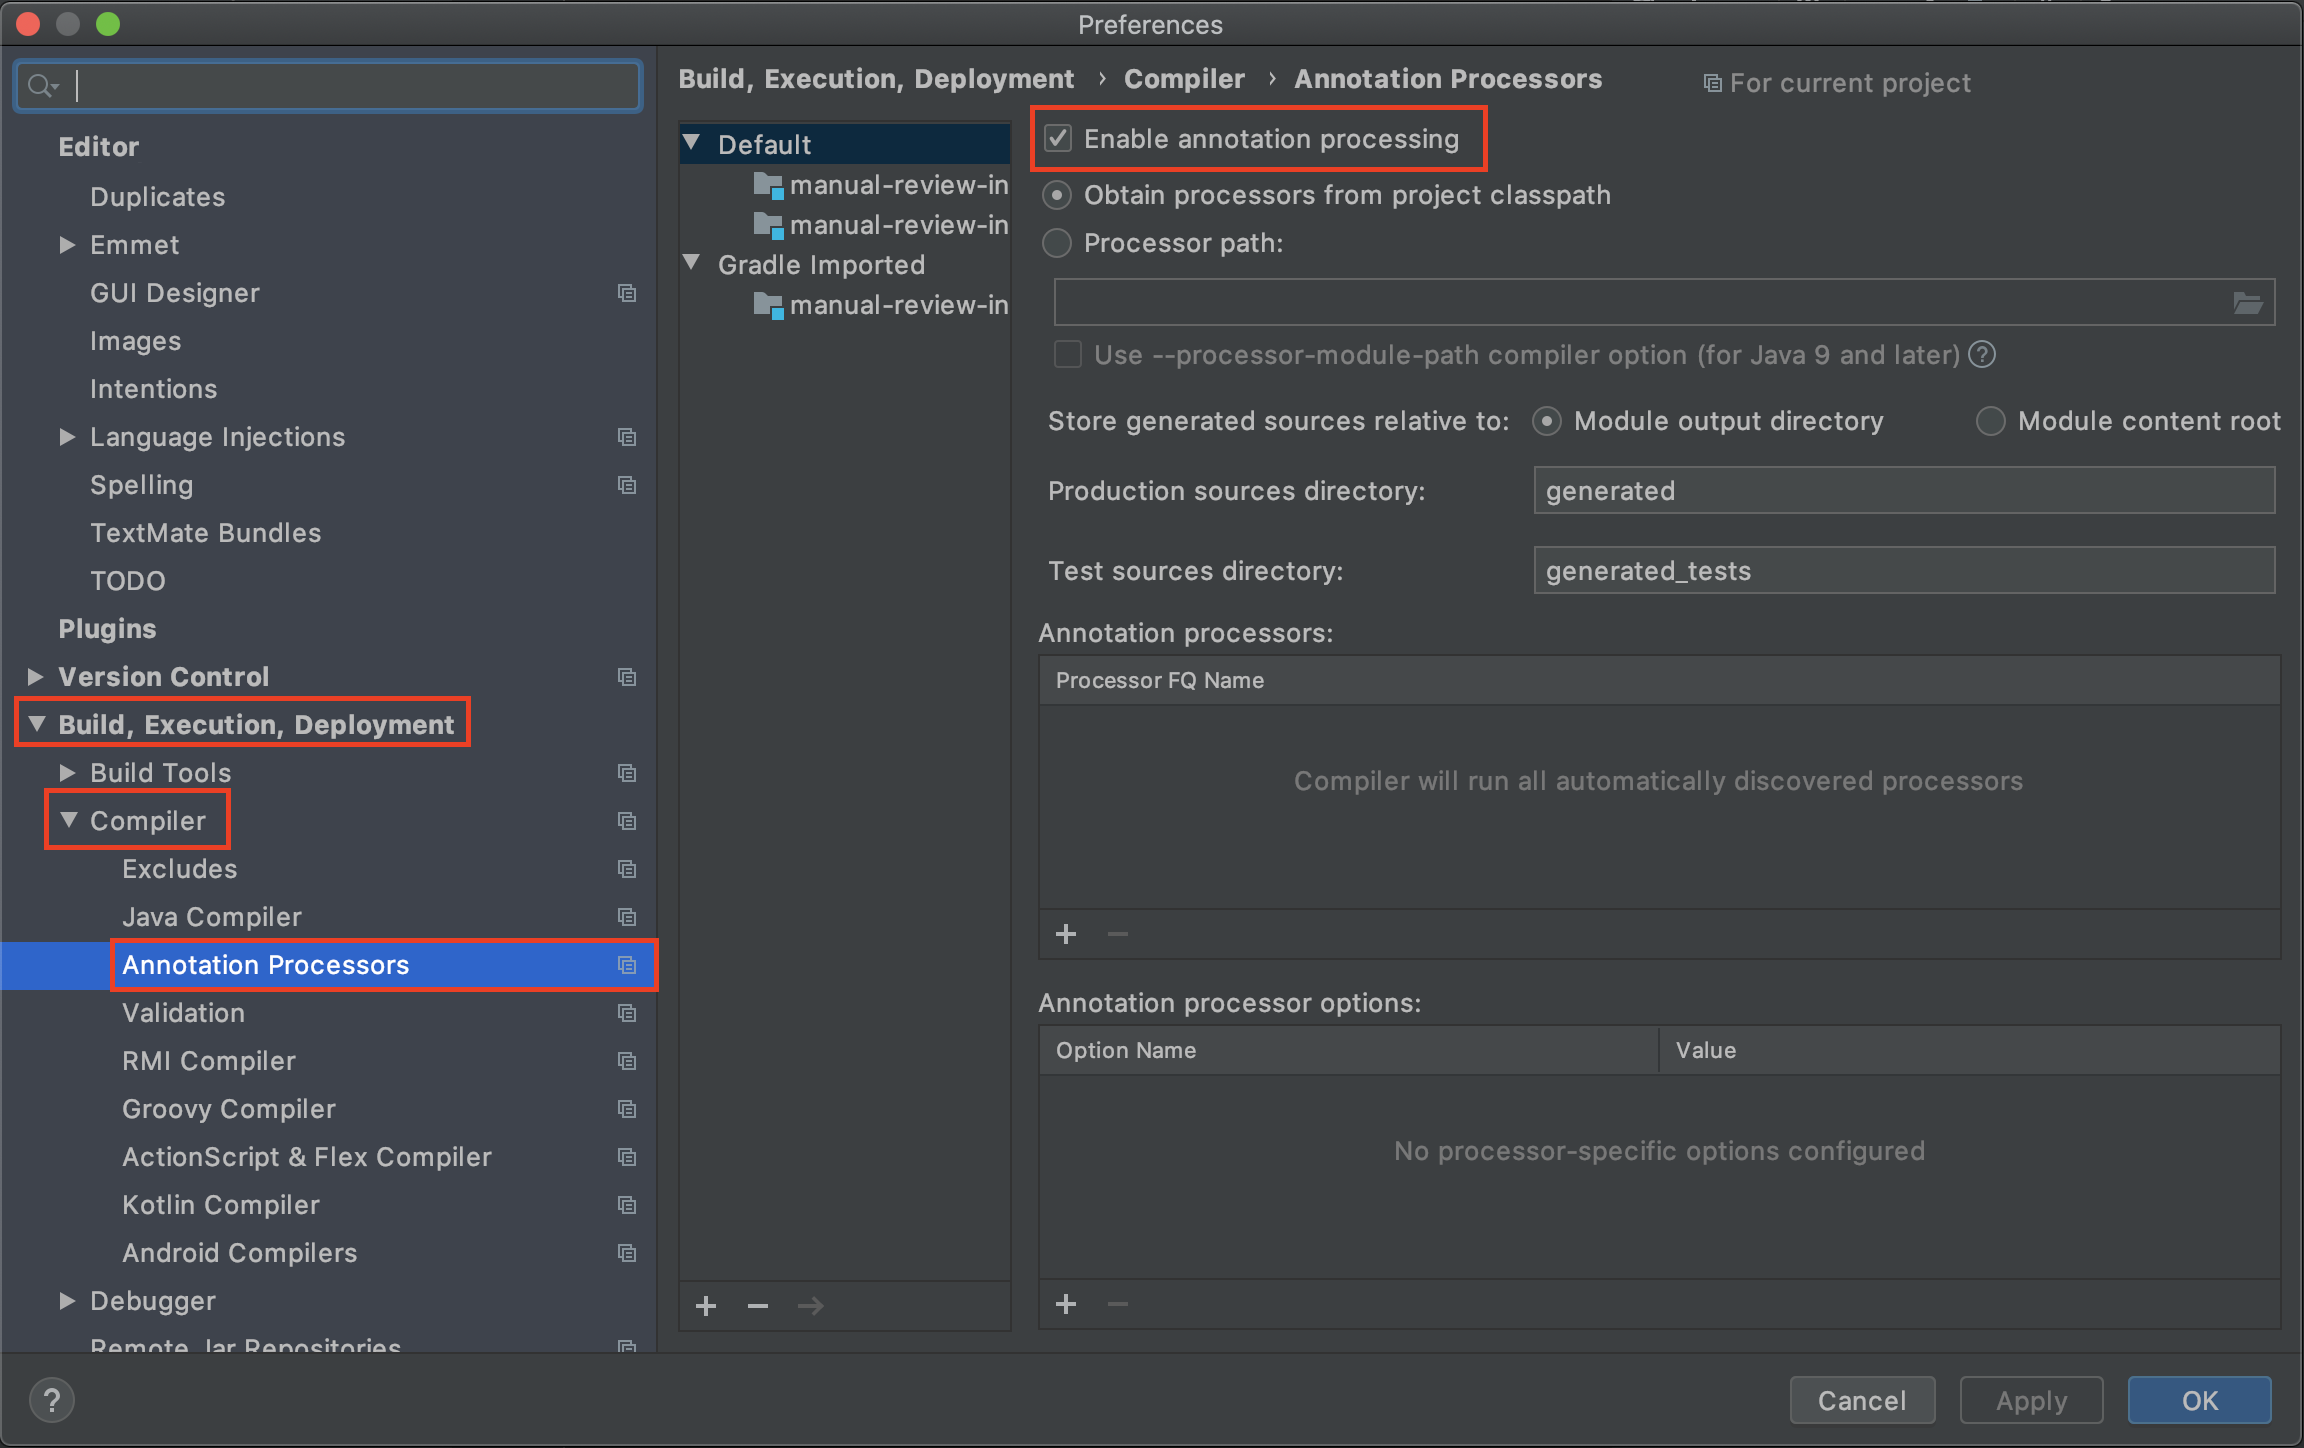 Preferences
Editor
Duplicates
Emmet
GUI Designer
Images
Intentions
Language Injections
Spelling
TextMate Bundles
TODO
Plugins
Version Control
Build, Execution, Deployment
Build Tools
Compiler
Excludes
Java Compiler
Annotation Processors
Validation
RMI Compiler
Groovy Compiler
ActionScript & Flex Compiler
Kotlin Compiler
Android Compilers
Debugger
Remote Jar Repositories
Build, Execution, Deployment › Compiler › Annotation Processors
For current project
Default
manual-review-in
manual-review-in
Gradle Imported
manual-review-in
Enable annotation processing
Obtain processors from project classpath
Processor path:
Use --processor-module-path compiler option (for Java 9 and later) ?
Store generated sources relative to: Module output directory Module content root
Production sources directory: generated
Test sources directory: generated_tests
Annotation processors:
Processor FQ Name
Compiler will run all automatically discovered processors
Annotation processor options:
Option Name Value
No processor-specific options configured
? Cancel Apply OK